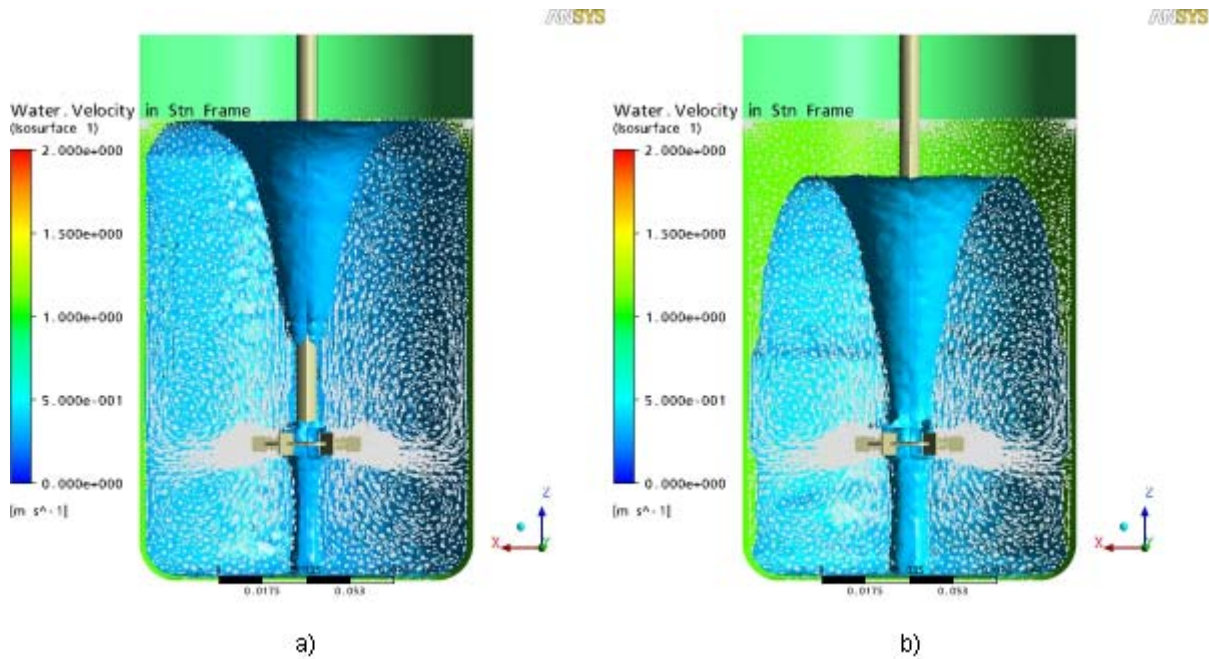 ANSYS
ANSYS
Water. Velocity in Stn Frame
(Isosurface 1)
2.000e+000
1.500e+000
1.000e+000
5.000e-001
0.000e+000
[m s^-1]
Z
X
Y
0.0175
0.053
a)
Water. Velocity in Stn Frame
(Isosurface 1)
2.000e+000
1.500e+000
1.000e+000
5.000e-001
0.000e+000
[m s^-1]
Z
X
Y
0.0175
0.053
b)